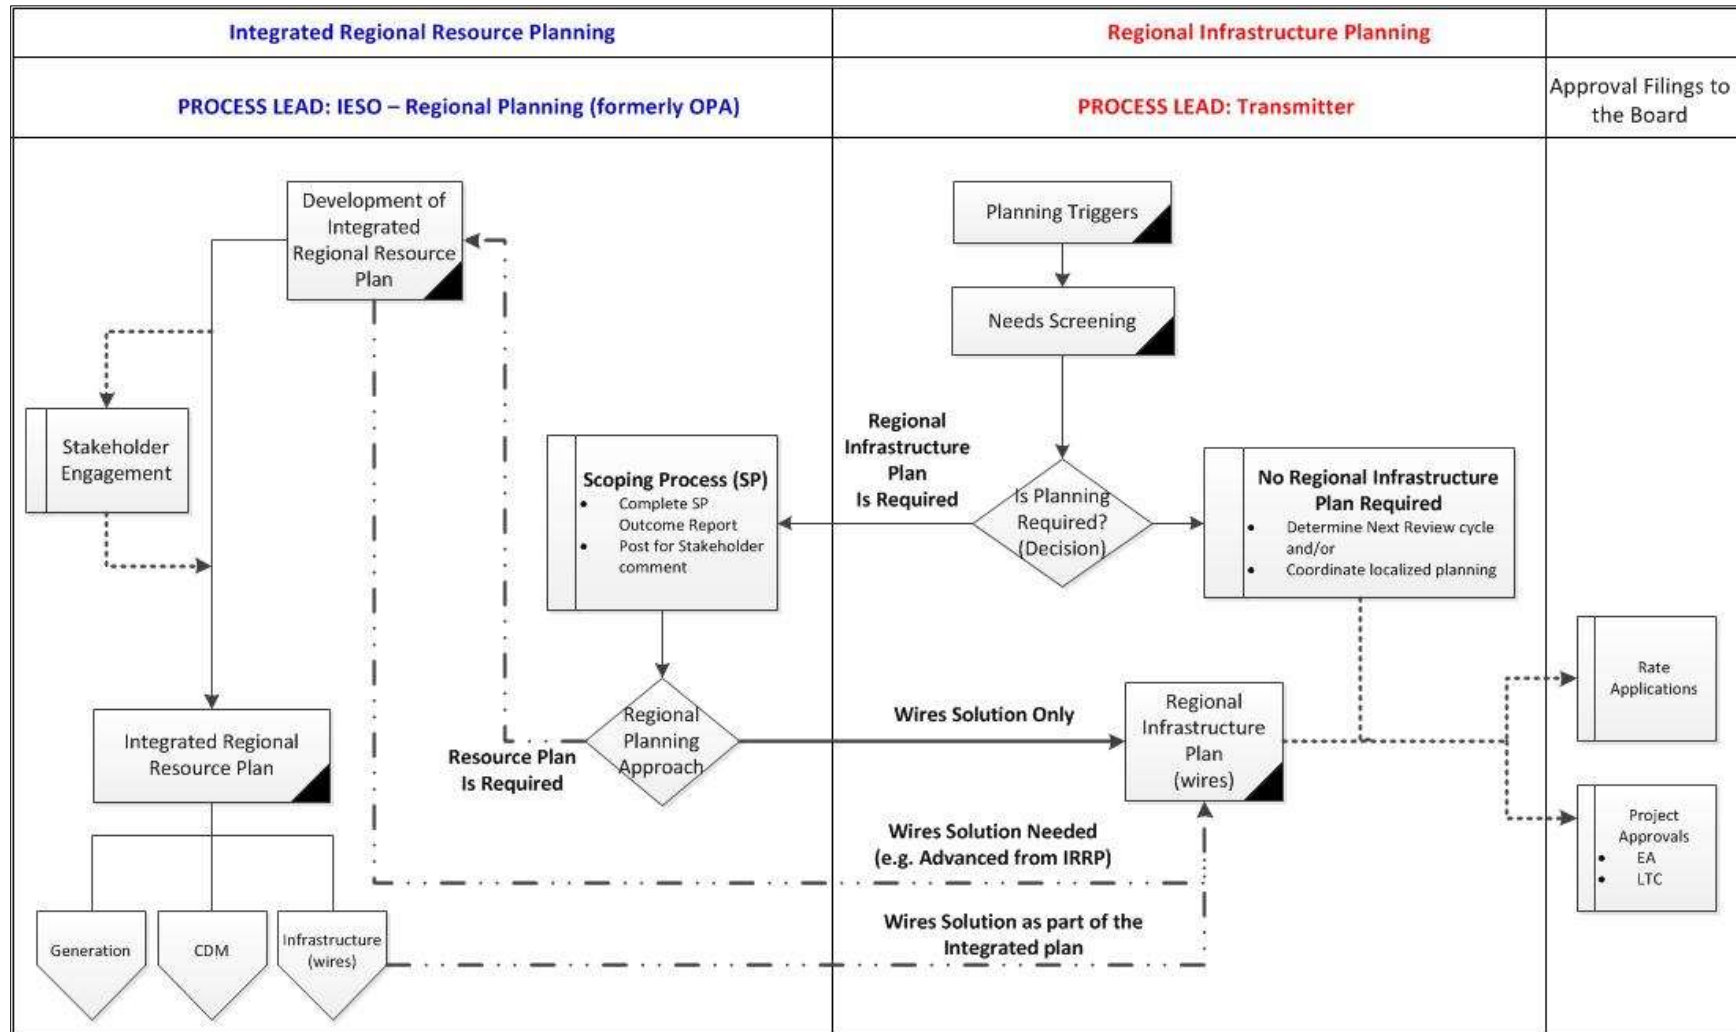 Integrated Regional Resource Planning
Regional Infrastructure Planning
PROCESS LEAD: IESO – Regional Planning (formerly OPA)
PROCESS LEAD: Transmitter
Approval Filings to
the Board
Development of
Integrated
Regional Resource
Plan
Planning Triggers
Needs Screening
Stakeholder
Engagement
Scoping Process (SP)
• Complete SP
Outcome Report
• Post for Stakeholder
comment
Regional
Infrastructure
Plan
Is Required
Is Planning
Required?
(Decision)
No Regional Infrastructure
Plan Required
• Determine Next Review cycle
and/or
• Coordinate localized planning
Integrated Regional
Resource Plan
Resource Plan
Is Required
Regional
Planning
Approach
Wires Solution Only
Regional
Infrastructure
Plan
(wires)
Rate
Applications
Project
Approvals
• EA
• LTC
Wires Solution Needed
(e.g. Advanced from IRRP)
Generation
CDM
Infrastructure
(wires)
Wires Solution as part of the
Integrated plan